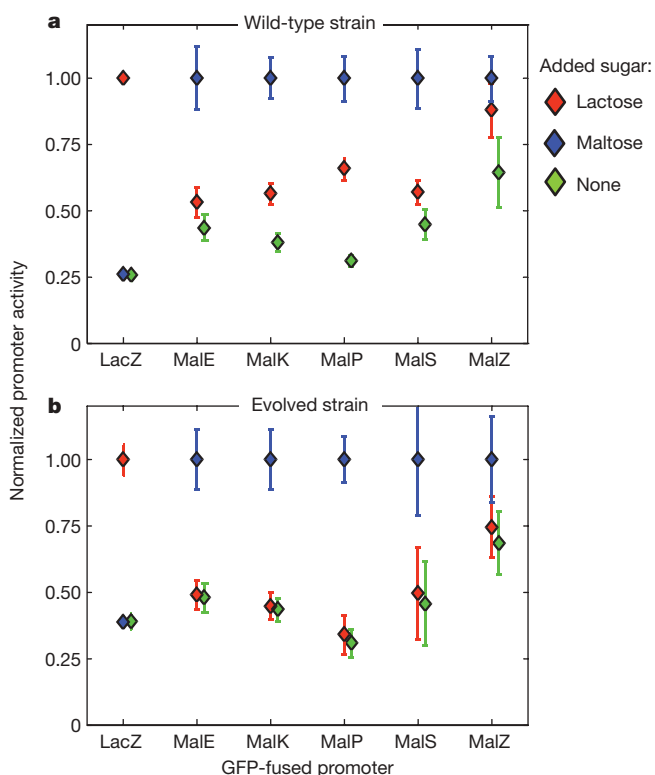 a
Wild-type strain
Added sugar:
Lactose
Maltose
None
1.00
0.75
0.50
0.25
0
LacZ MalE MalK MalP MalS MalZ
Normalized promoter activity
b
Evolved strain
1.00
0.75
0.50
0.25
0
LacZ MalE MalK MalP MalS MalZ
GFP-fused promoter